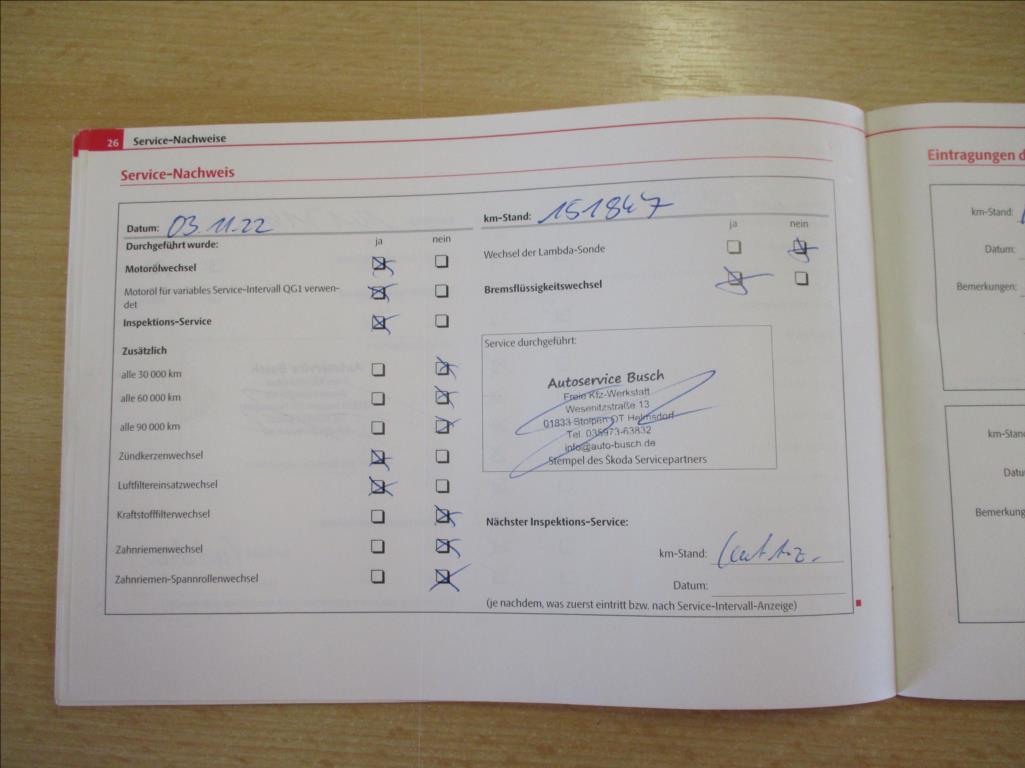 26 Service-Nachweise
Service-Nachweis
Datum: 03.11.22
km-Stand: 151847
Durchgeführt wurde: ja nein
ja nein
Motorölwechsel
Motoröl für variables Service-Intervall QG1 verwen-
det
Inspektions-Service
Zusätzlich
alle 30 000 km
alle 60 000 km
alle 90 000 km
Zündkerzenwechsel
Luftfiltereinsatzwechsel
Kraftstofffilterwechsel
Zahnriemenwechsel
Zahnriemen-Spannrollenwechsel
Wechsel der Lambda-Sonde
Bremsflüssigkeitswechsel
Service durchgeführt:
Autoservice Busch
Freie Kfz-Werkstatt
Wesenitzstraße 13
01833 Stolpen OT Helmsdorf
Tel. 035973-63832
info@auto-busch.de
Stempel des Škoda Servicepartners
Nächster Inspektions-Service:
km-Stand:
Datum:
(je nachdem, was zuerst eintritt bzw. nach Service-Intervall-Anzeige)
Eintragungen d
km-Stand:
Datum:
Bemerkungen:
km-Stand
Datu
Bemerkung